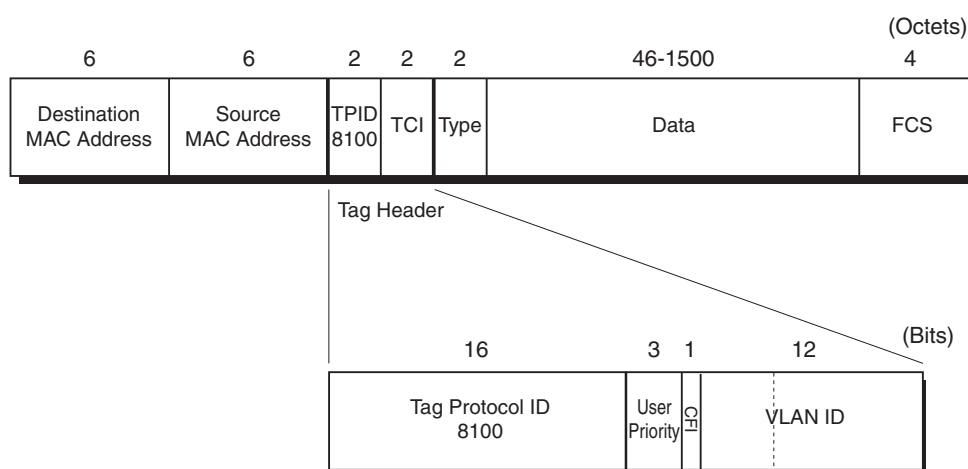 (Octets)
6 6 2 2 2 46-1500 4
Destination
MAC Address
Source
MAC Address
TPID
8100
TCI
Type
Data
FCS
Tag Header
(Bits)
16 3 1 12
Tag Protocol ID
8100
User
Priority
CFI
VLAN ID